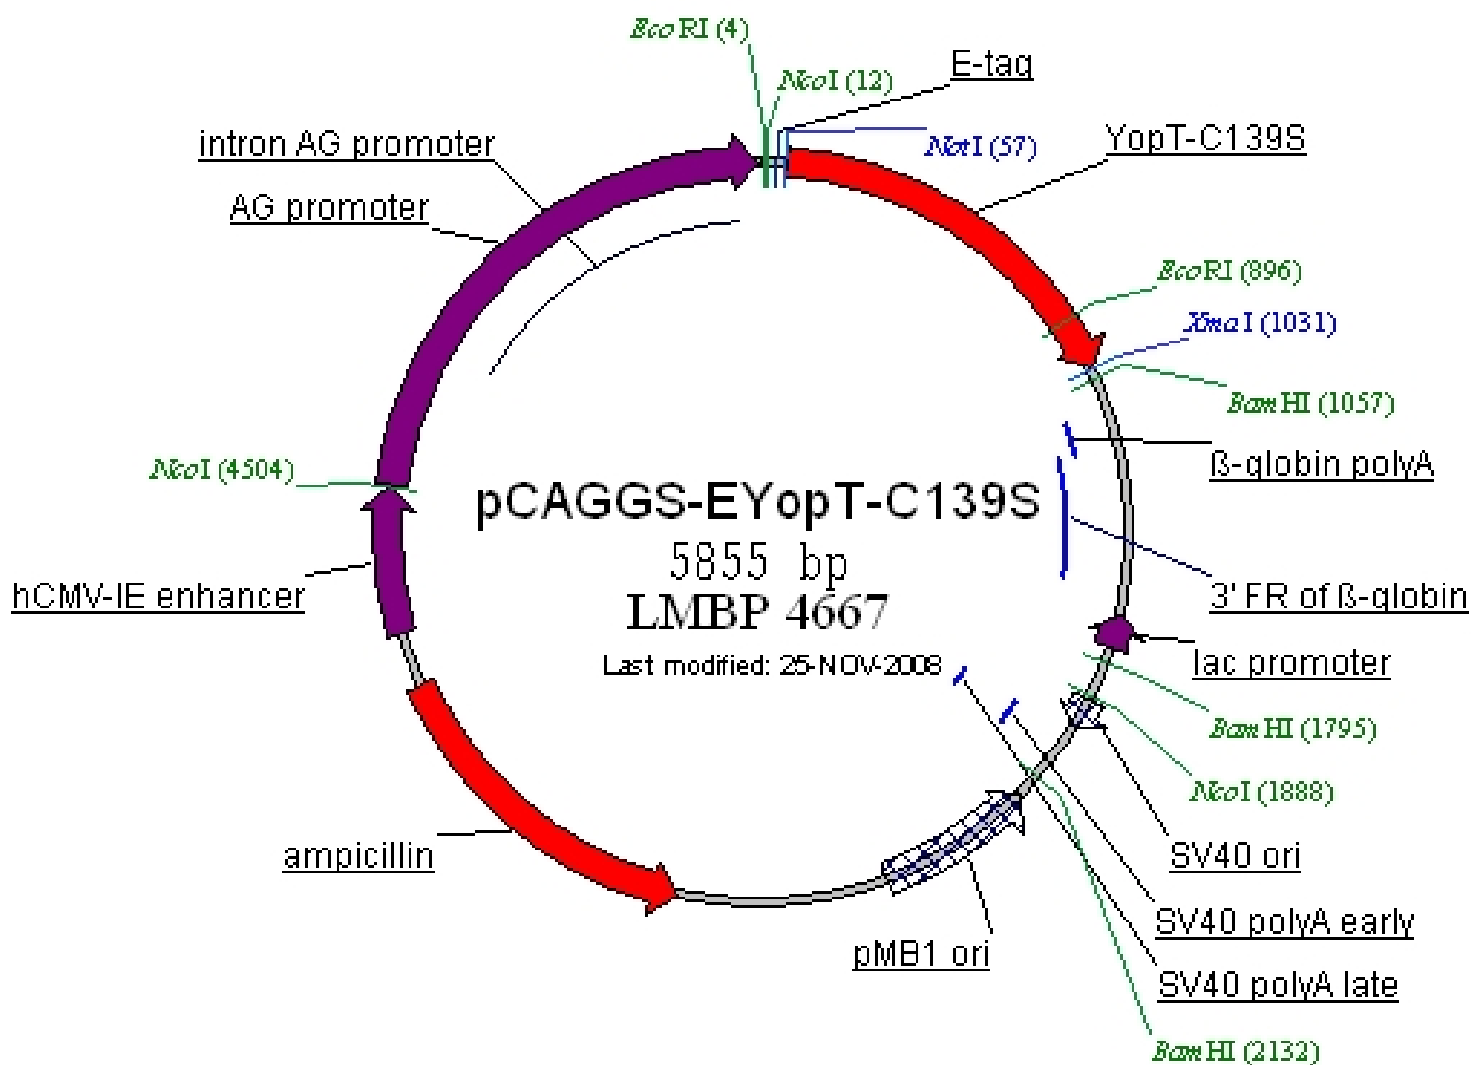 EcoRI (4)
E-tag
NcoI (12)
intron AG promoter
NotI (57)
YopT-C139S
AG promoter
EcoRI (896)
XmaI (1031)
BamHI (1057)
ß-globin polyA
NcoI (4504)
pCAGGS-EYopT-C139S
5855 bp
hCMV-IE enhancer
3' FR of ß-globin
LMBP 4667
Last modified: 25-NOV-2008
lac promoter
BamHI (1795)
NcoI (1888)
ampicillin
SV40 ori
SV40 polyA early
pMB1 ori
SV40 polyA late
BamHI (2132)